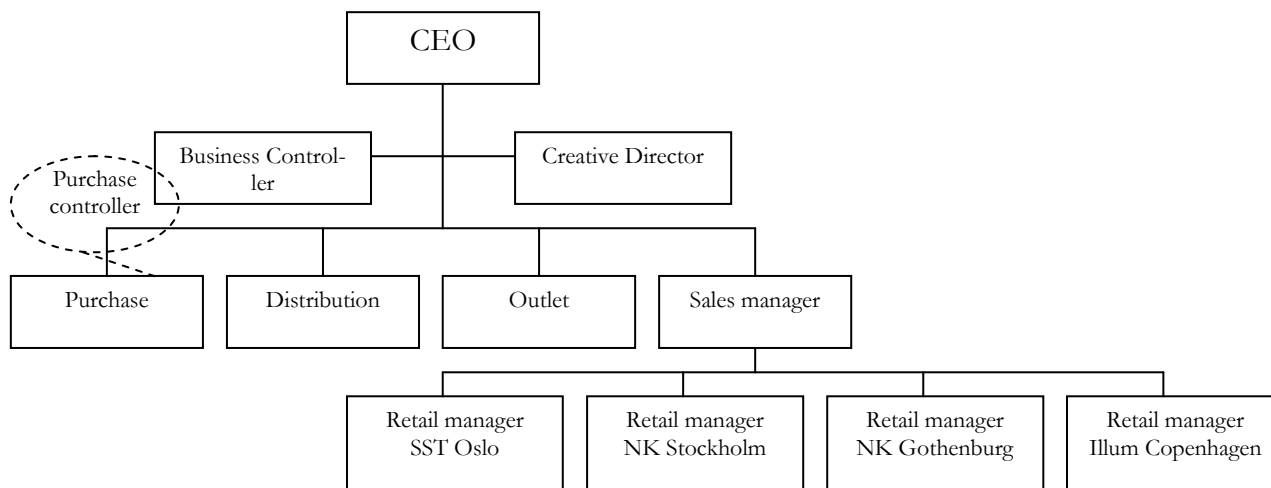 CEO
Business Control-
ler
Creative Director
Purchase
controller
Purchase
Distribution
Outlet
Sales manager
Retail manager
SST Oslo
Retail manager
NK Stockholm
Retail manager
NK Gothenburg
Retail manager
Illum Copenhagen